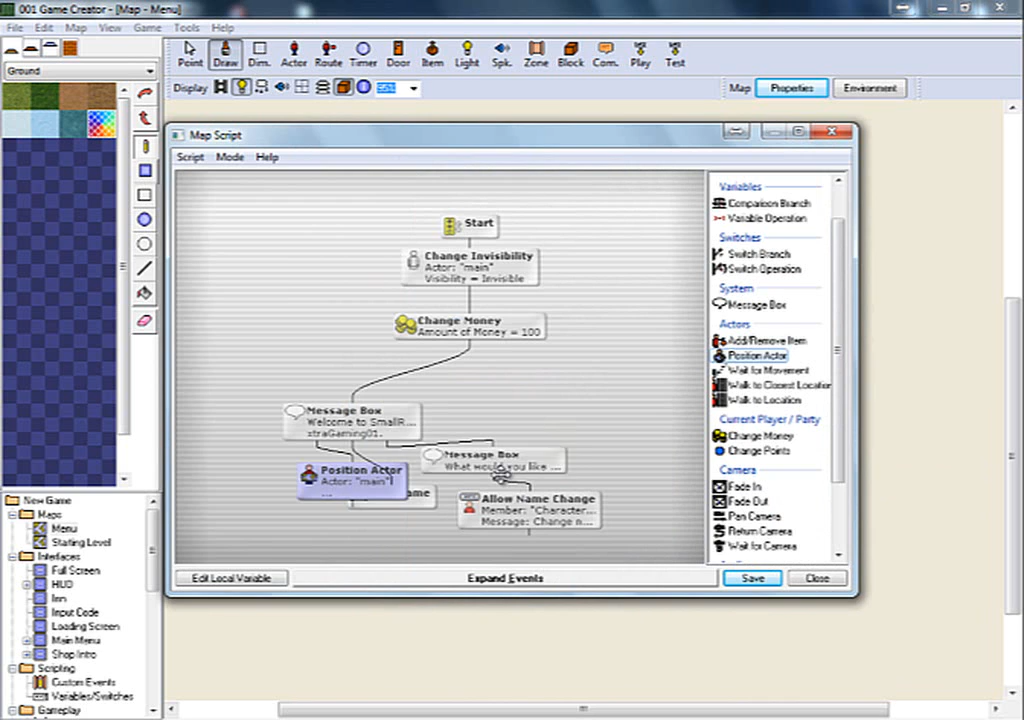 001 Game Creator - [Map - Menu]
File Edit Map View Game Tools Help
Ground
Point Draw Dim. Actor Route Timer Door Item Light Spk. Zone Block Com. Play Test
Display
Map Properties Environment
Map Script
Script Mode Help
Start
Change Invisibility
Actor: "main"
Visibility = Invisible
Change Money
Amount of Money = 100
Message Box
Welcome to SmallR...
xtraGaming01.
Message Box
What would you like ...
Position Actor
Actor: "main"
...
ame
Allow Name Change
Member: "Character...
Message: Change n...
Variables
Comparison Branch
Variable Operation
Switches
Switch Branch
Switch Operation
System
Message Box
Actors
Add/Remove Item
Position Actor
Wait for Movement
Walk to Closest Location
Walk to Location
Current Player / Party
Change Money
Change Points
Camera
Fade In
Fade Out
Pan Camera
Return Camera
Wait for Camera
Edit Local Variable Expand Events Save Close
New Game
Maps
Menu
Starting Level
Interfaces
Full Screen
HUD
Inn
Input Code
Loading Screen
Main Menu
Shop Intro
Scripting
Custom Events
Variables/Switches
Gameplay